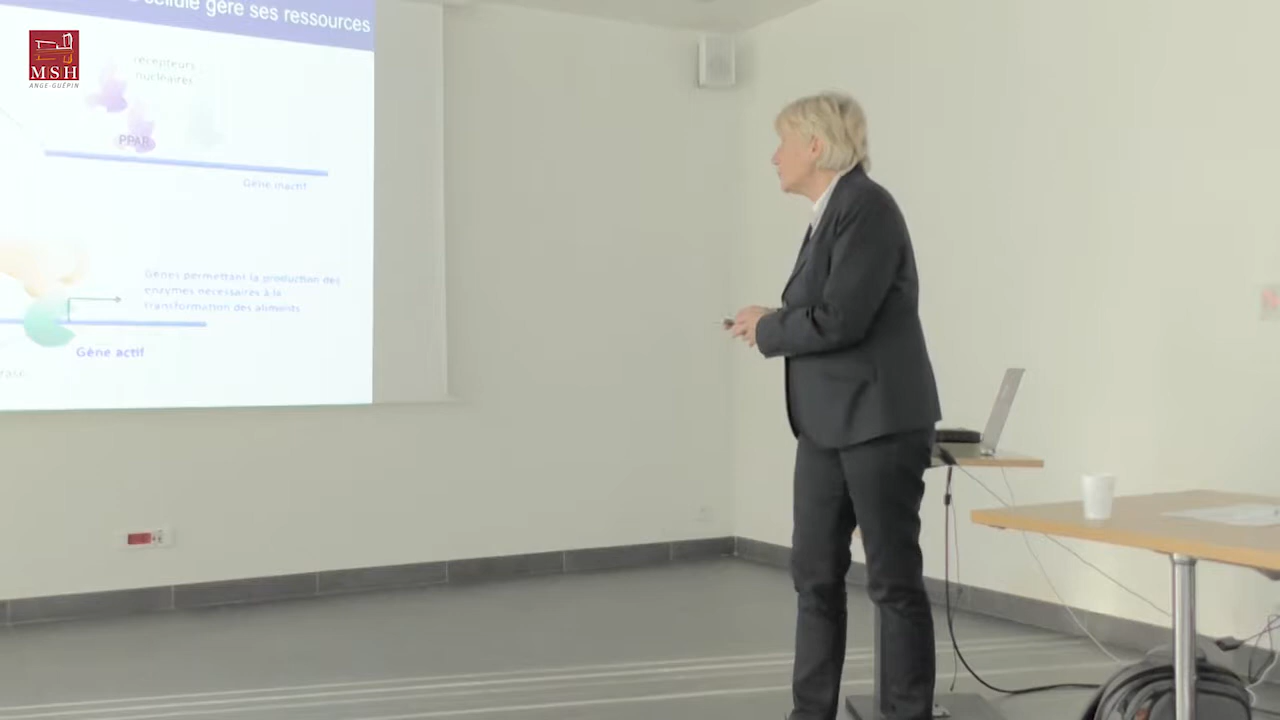 cellule gère ses ressources
MSH
ANGE-GUÉPIN
récepteurs
nucléaires
PPAR
Gène inactif
Gènes permettant la production des
enzymes nécessaires à la
transformation des aliments
Gène actif